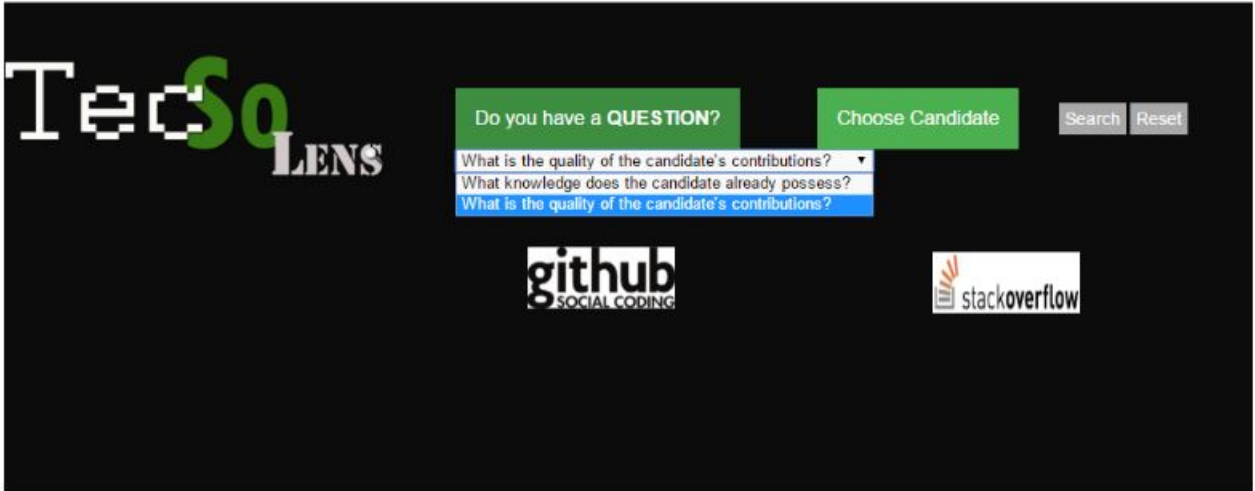 TecSo
LENS
Do you have a QUESTION?
Choose Candidate
Search
Reset
What is the quality of the candidate's contributions?
What knowledge does the candidate already possess?
What is the quality of the candidate's contributions?
github
SOCIAL CODING
stackoverflow